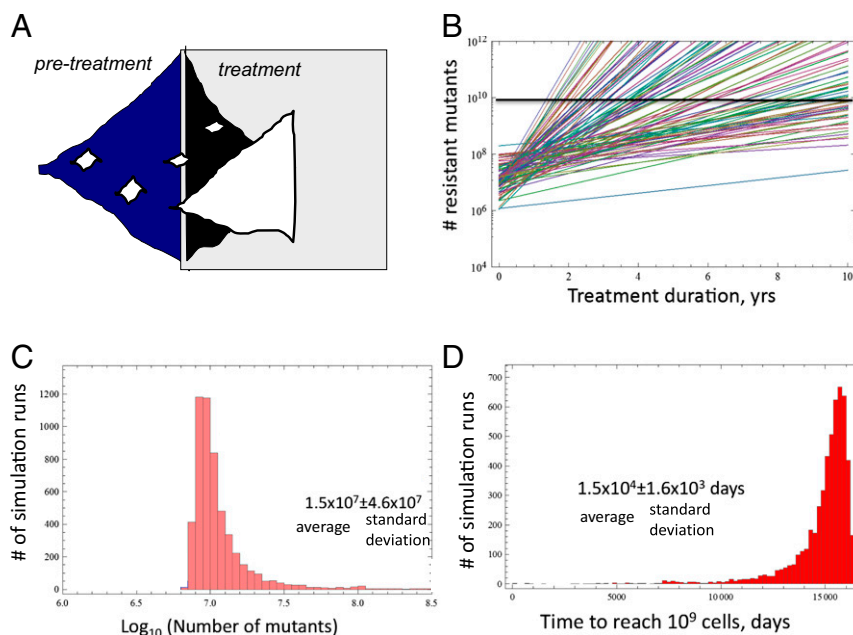 A
pre-treatment
treatment
B
# resistant mutants
10^12
10^10
10^8
10^6
10^4
0
2
4
6
8
10
Treatment duration, yrs
C
# of simulation runs
1200
1000
800
600
400
200
0
1.5x10^7±4.6x10^7
average
standard
deviation
6.0
6.5
7.0
7.5
8.0
8.5
Log10 (Number of mutants)
D
# of simulation runs
700
600
500
400
300
200
100
0
1.5x10^4±1.6x10^3 days
average
standard
deviation
0
5000
10000
15000
Time to reach 10^9 cells, days